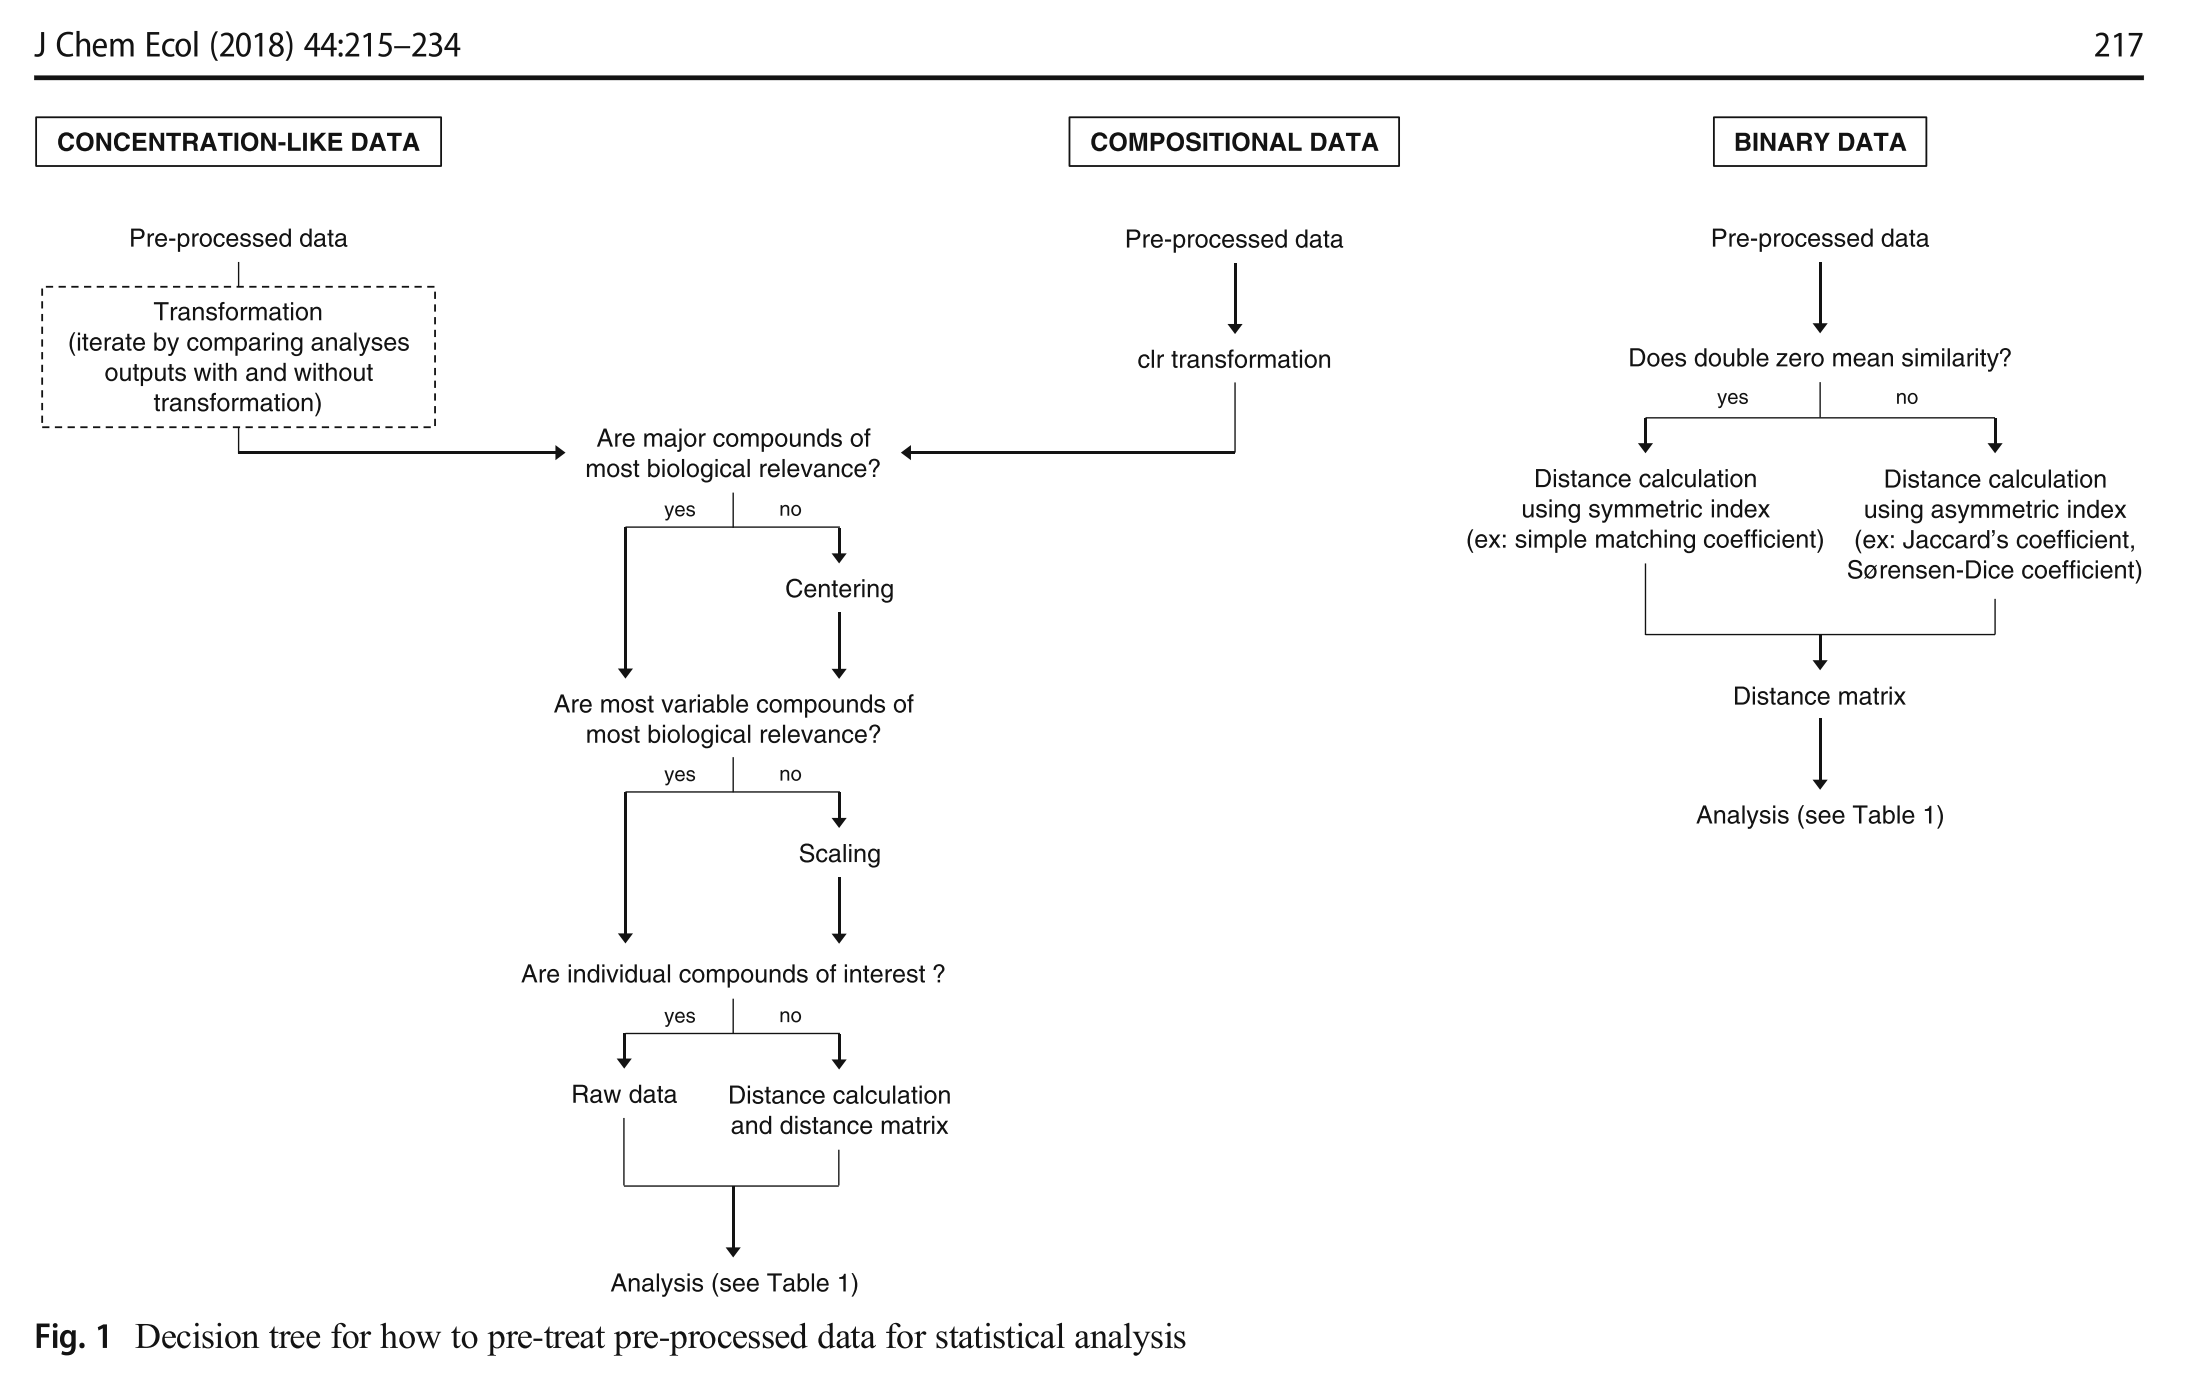 J Chem Ecol (2018) 44:215–234
217
CONCENTRATION-LIKE DATA
Pre-processed data
Transformation
(iterate by comparing analyses
outputs with and without
transformation)
COMPOSITIONAL DATA
Pre-processed data
clr transformation
Are major compounds of
most biological relevance?
yes no
Centering
Are most variable compounds of
most biological relevance?
yes no
Scaling
Are individual compounds of interest ?
yes no
Raw data
Distance calculation
and distance matrix
Analysis (see Table 1)
BINARY DATA
Pre-processed data
Does double zero mean similarity?
yes no
Distance calculation
using symmetric index
(ex: simple matching coefficient)
Distance calculation
using asymmetric index
(ex: Jaccard’s coefficient,
Sørensen-Dice coefficient)
Distance matrix
Analysis (see Table 1)
Fig. 1 Decision tree for how to pre-treat pre-processed data for statistical analysis